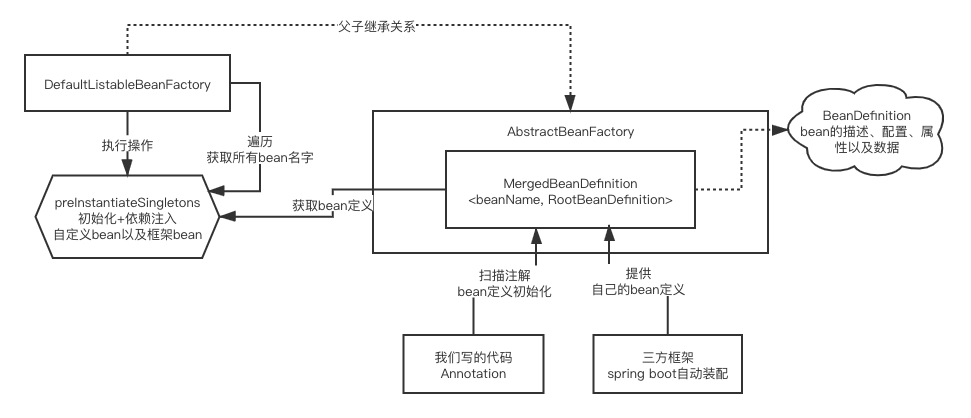 父子继承关系
DefaultListableBeanFactory
执行操作
遍历
获取所有bean名字
preInstantiateSingletons
初始化+依赖注入
自定义bean以及框架bean
获取bean定义
AbstractBeanFactory
MergedBeanDefinition
<beanName, RootBeanDefinition>
BeanDefinition
bean的描述、配置、属
性以及数据
扫描注解
bean定义初始化
提供
自己的bean定义
我们写的代码
Annotation
三方框架
spring boot自动装配